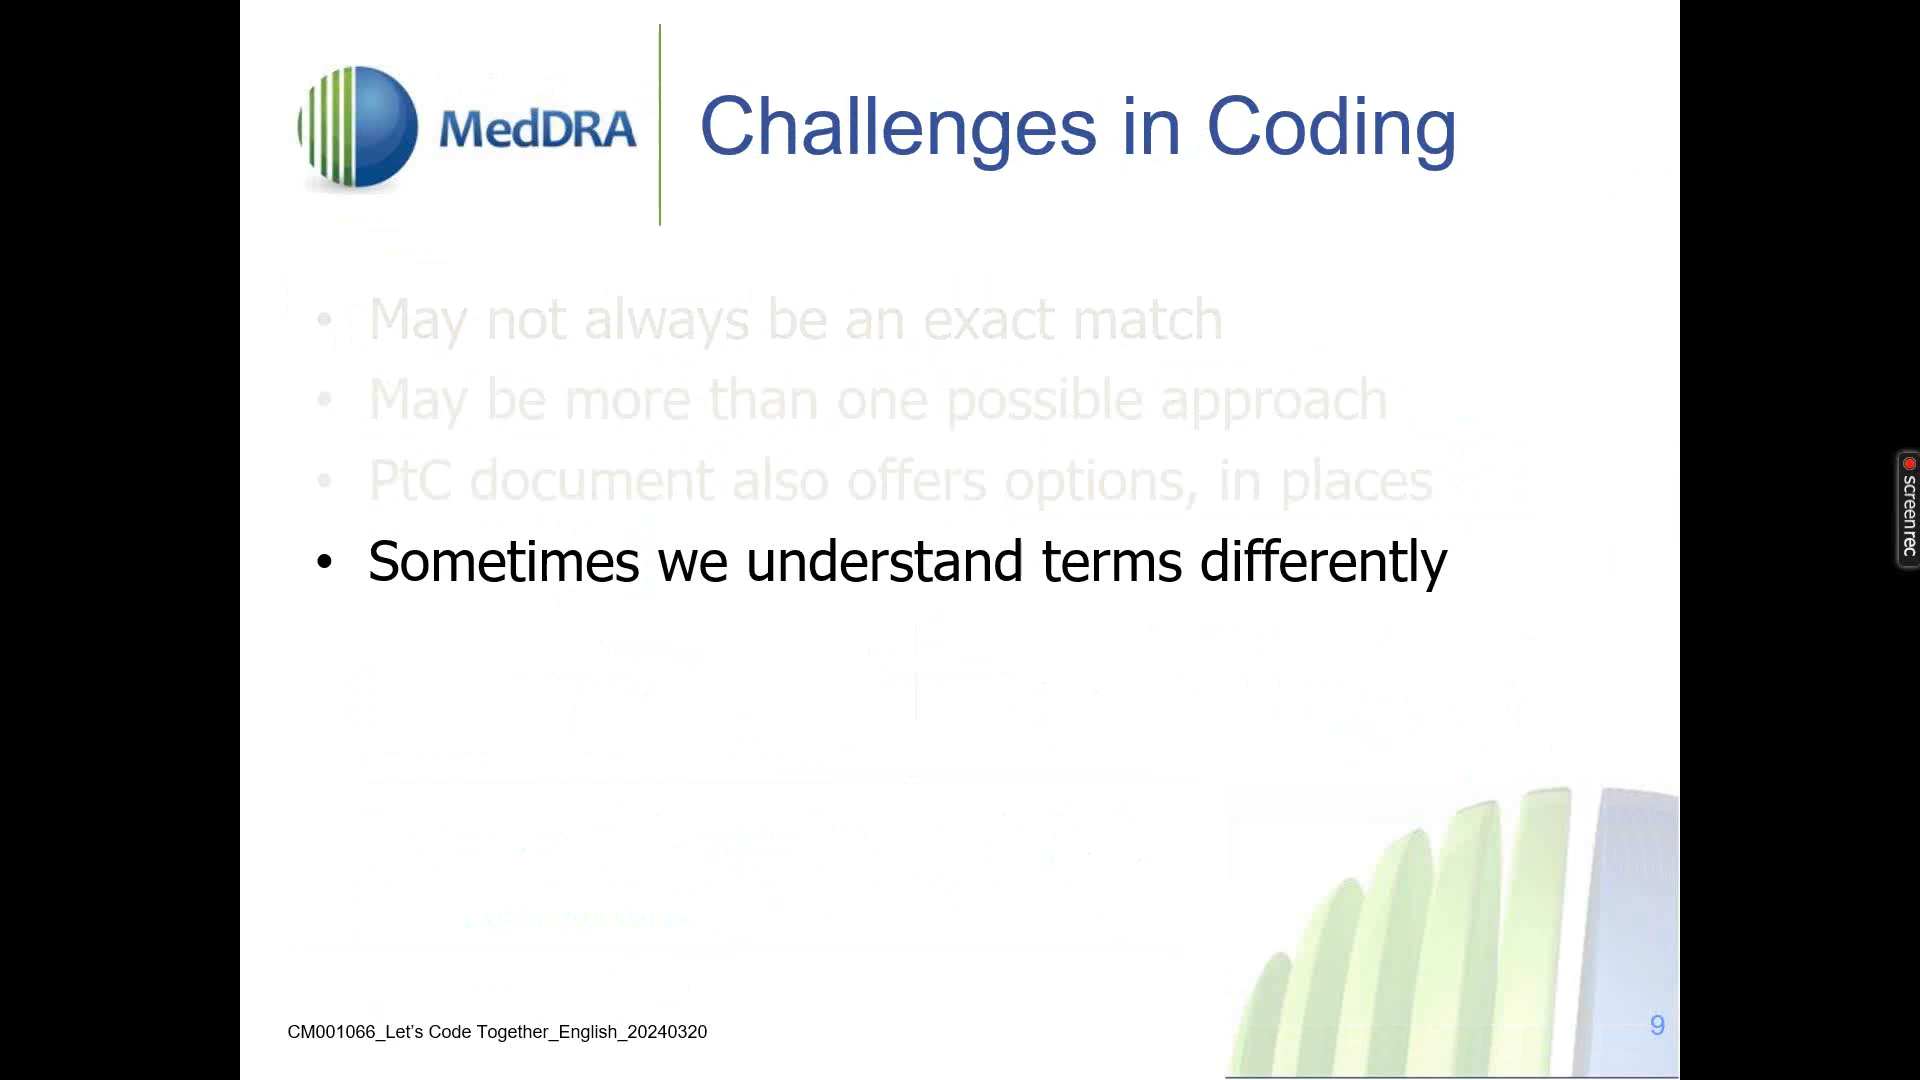 MedDRA
Challenges in Coding
• May not always be an exact match
• May be more than one possible approach
• PtC document also offers options, in places
• Sometimes we understand terms differently
CM001066_Let’s Code Together_English_20240320
9
screenrec